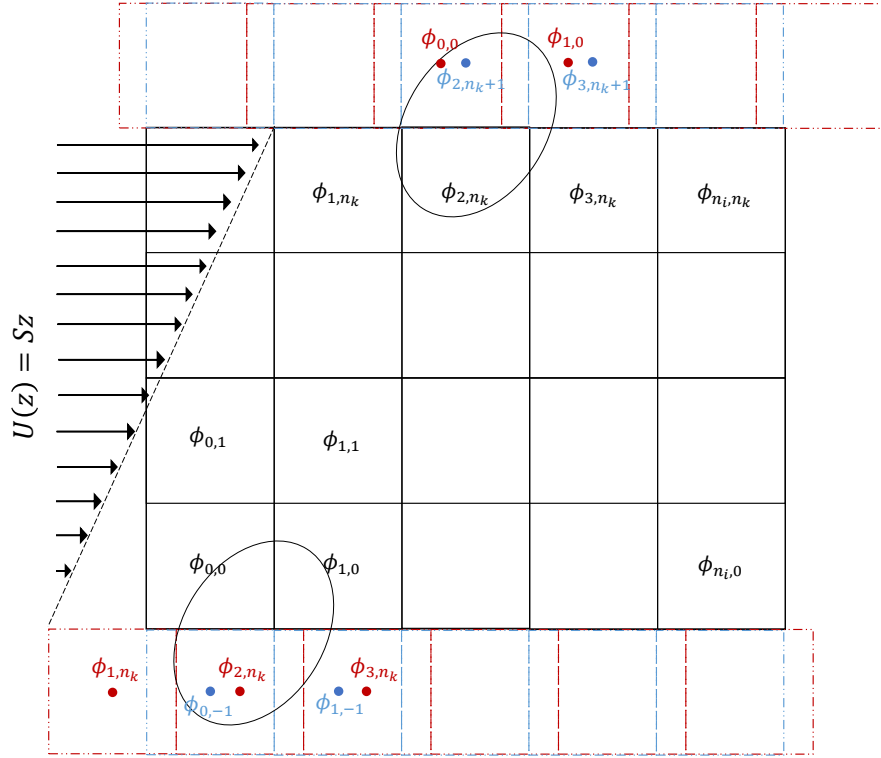 ϕ₀,₀ ϕ₁,₀
ϕ₂,ₙₖ₊₁ ϕ₃,ₙₖ₊₁
ϕ₁,ₙₖ ϕ₂,ₙₖ ϕ₃,ₙₖ ϕₙᵢ,ₙₖ
U(z) = Sz
ϕ₀,₁ ϕ₁,₁
ϕ₀,₀ ϕ₁,₀ ϕₙᵢ,₀
ϕ₁,ₙₖ ϕ₂,ₙₖ ϕ₃,ₙₖ
ϕ₀,₋₁ ϕ₁,₋₁